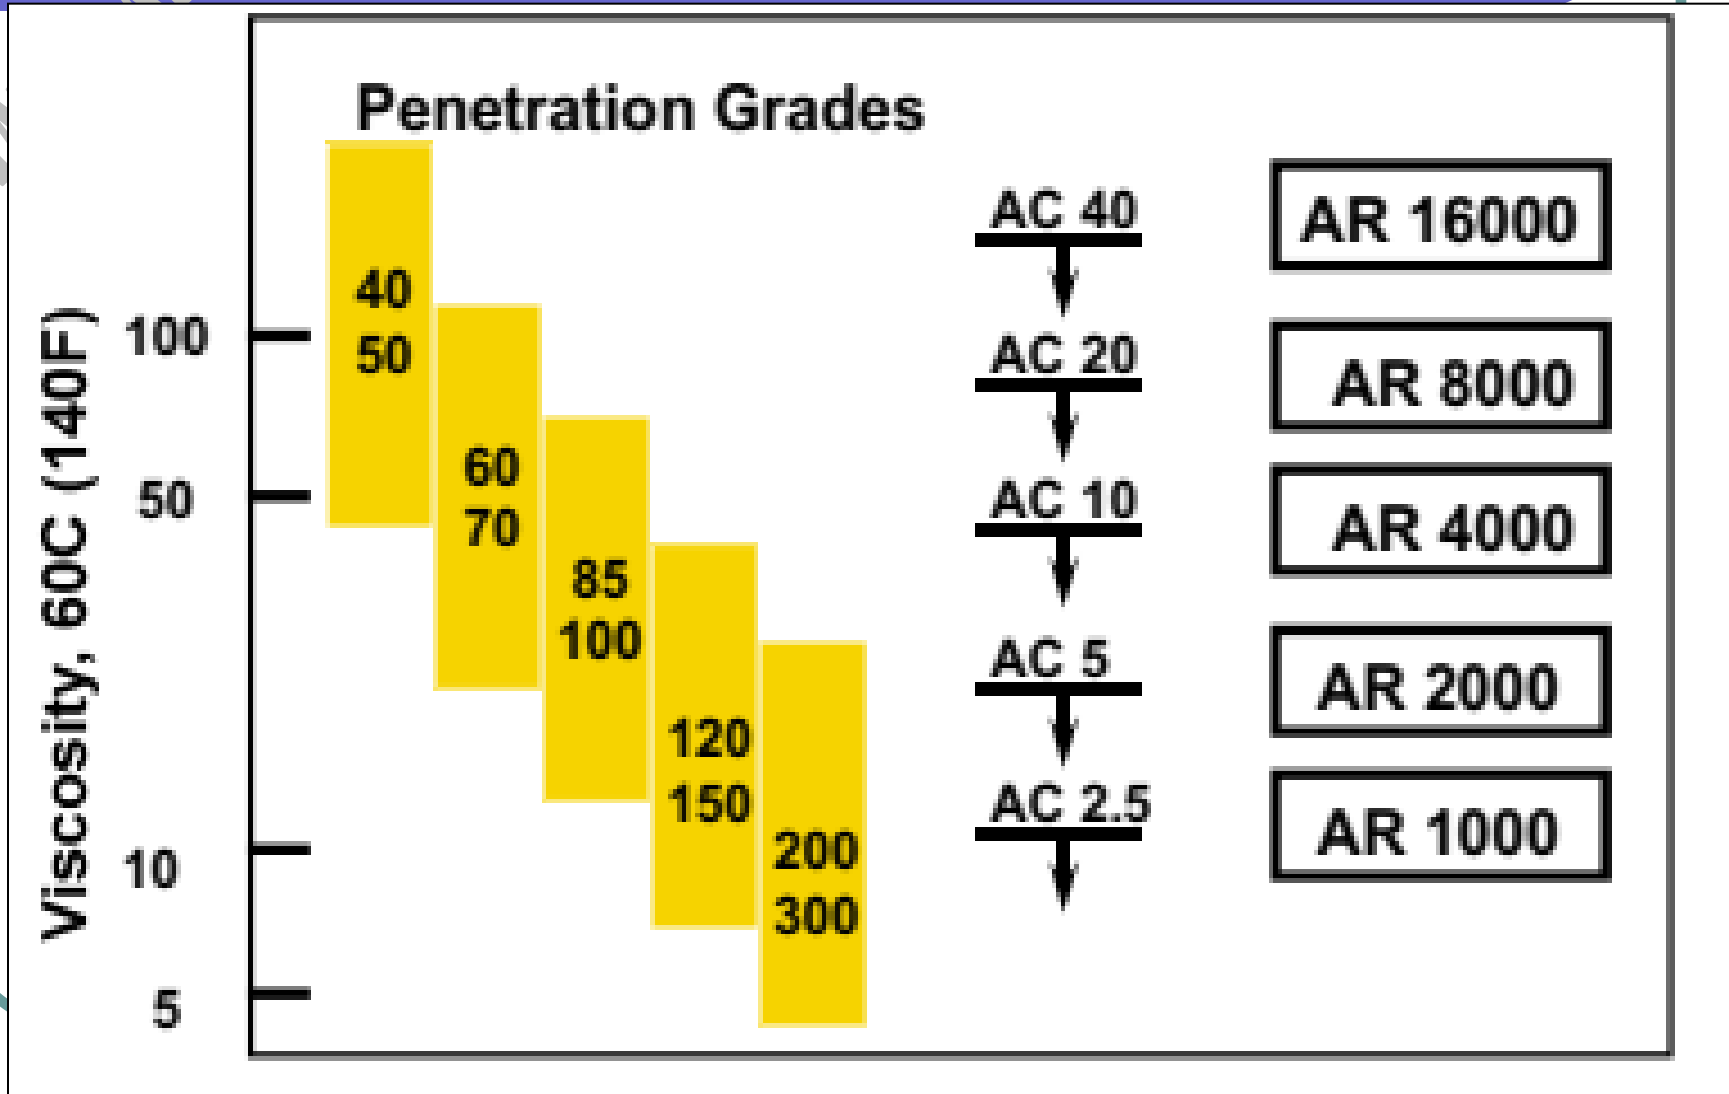 Penetration Grades
Viscosity, 60C (140F)
100
50
10
5
40
50
60
70
85
100
120
150
200
300
AC 40
AC 20
AC 10
AC 5
AC 2.5
AR 16000
AR 8000
AR 4000
AR 2000
AR 1000